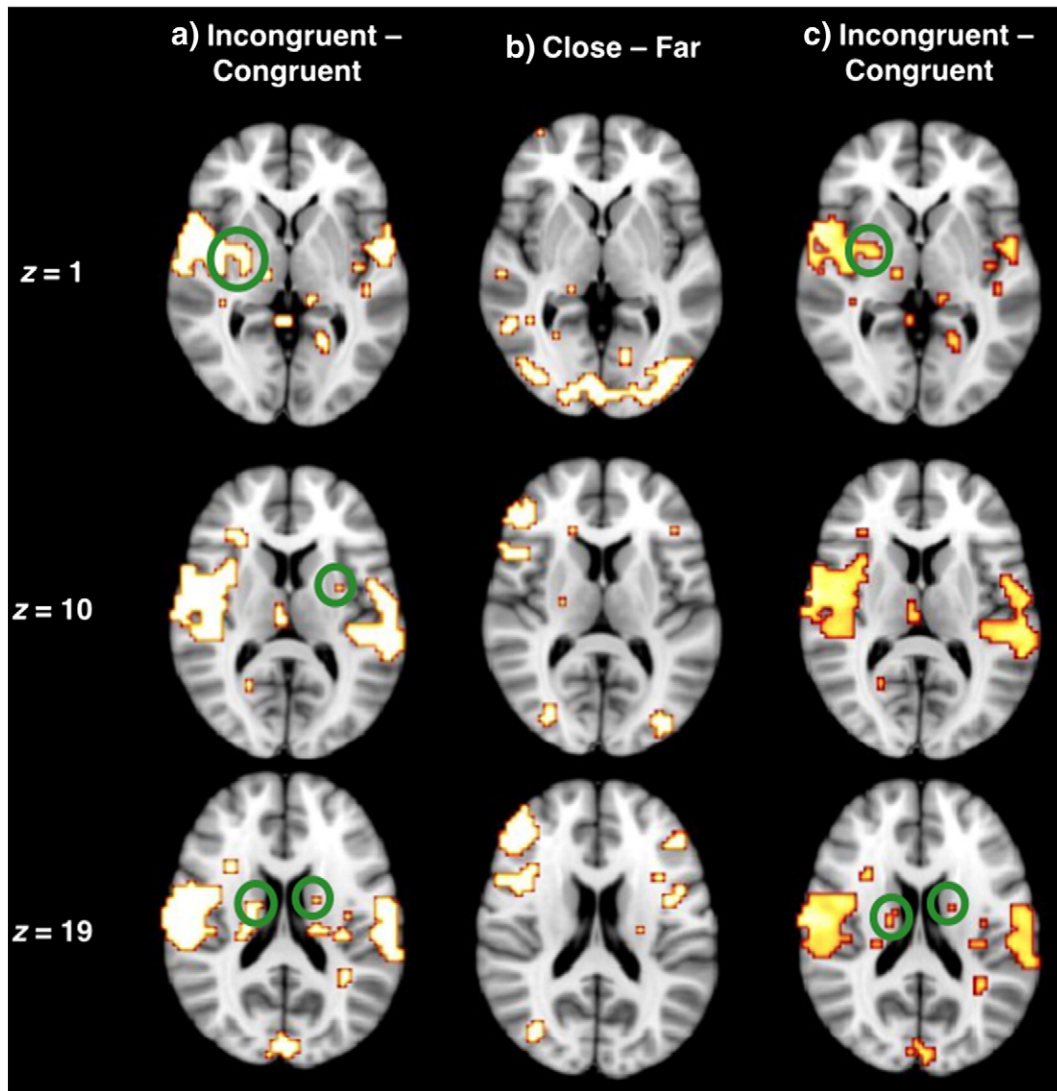 a) Incongruent –
Congruent
b) Close – Far
c) Incongruent –
Congruent
z = 1
z = 10
z = 19